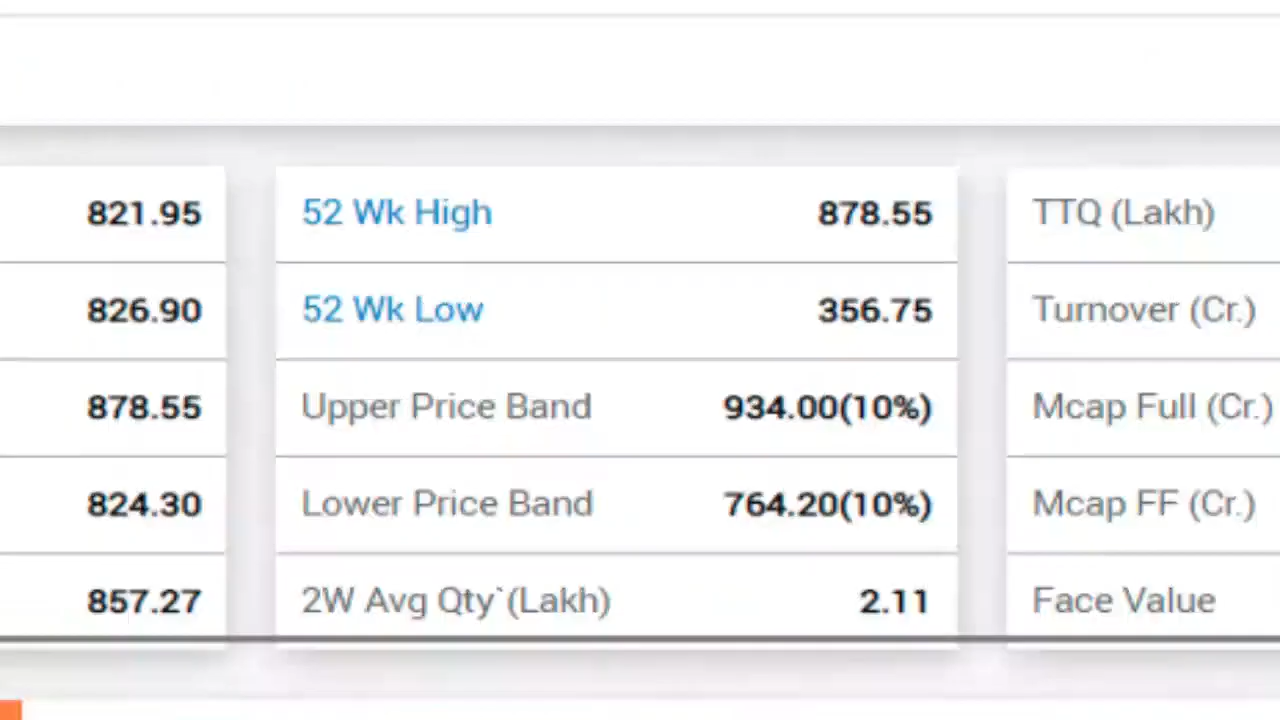 821.95 52 Wk High 878.55 TTQ (Lakh)
826.90 52 Wk Low 356.75 Turnover (Cr.)
878.55 Upper Price Band 934.00(10%) Mcap Full (Cr.)
824.30 Lower Price Band 764.20(10%) Mcap FF (Cr.)
857.27 2W Avg Qty`(Lakh) 2.11 Face Value